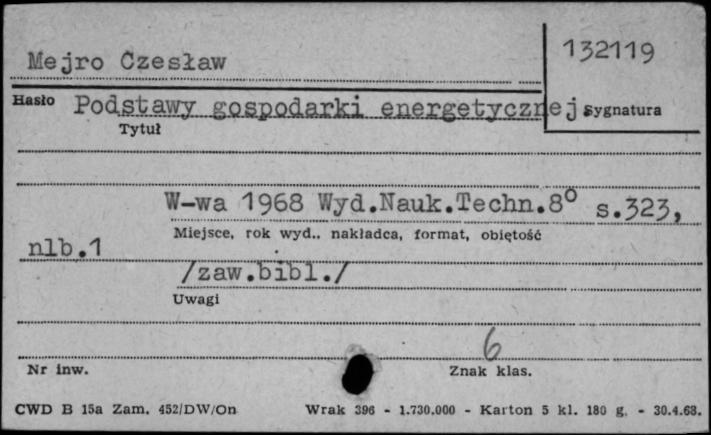 Mejro Czesław
132119
Hasło Podstawy gospodarki energetycznej.
Sygnatura
Tytuł
W-wa 1968 Wyd.Nauk.Techn.8° s.323,
Miejsce, rok wyd., nakładca, format, obiętość
nlb.1
/zaw.bibl./
Uwagi
6
Nr inw.
Znak klas.
CWD B 15a Zam. 452/DW/On Wrak 396 - 1.730.000 - Karton 5 kl. 180 g. - 30.4.68.